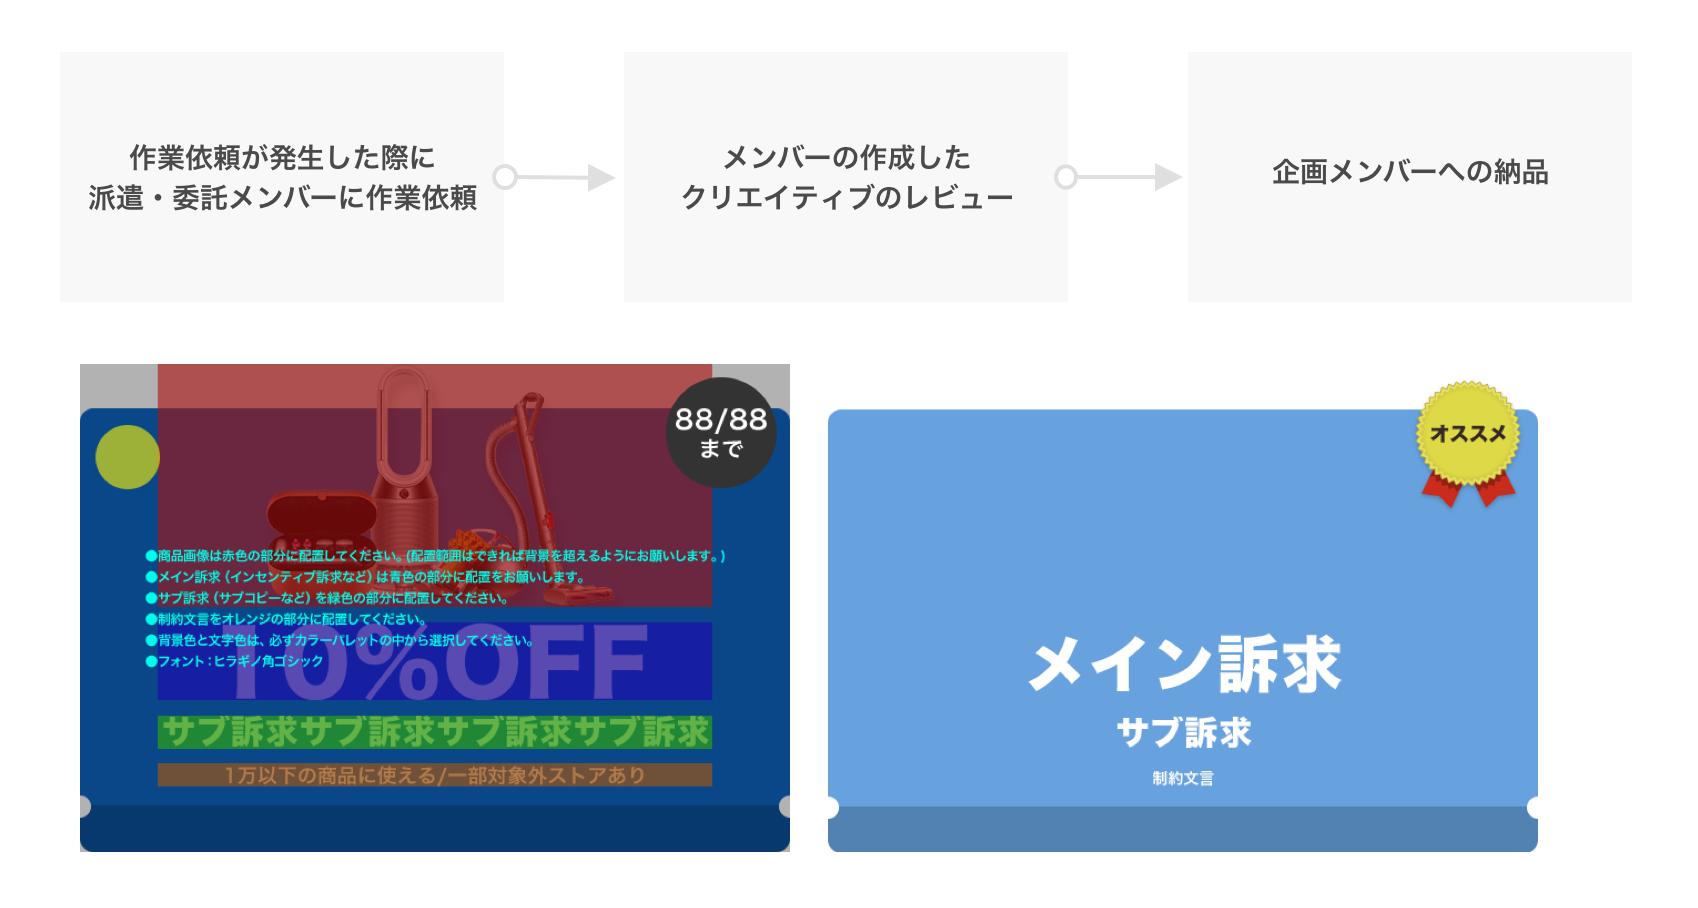 作業依頼が発生した際に
派遣・委託メンバーに作業依頼
メンバーの作成した
クリエイティブのレビュー
企画メンバーへの納品
88/88
まで
●商品画像は赤色の部分に配置してください。(配置範囲はできれば背景を超えるようにお願いします。)
●メイン訴求（インセンティブ訴求など）は青色の部分に配置をお願いします。
●サブ訴求（サブコピーなど）を緑色の部分に配置してください。
●制約文言をオレンジの部分に配置してください。
●背景色と文字色は、必ずカラーパレットの中から選択してください。
●フォント：ヒラギノ角ゴシック
10%OFF
サブ訴求サブ訴求サブ訴求サブ訴求
1万以下の商品に使える/一部対象外ストアあり
オススメ
メイン訴求
サブ訴求
制約文言